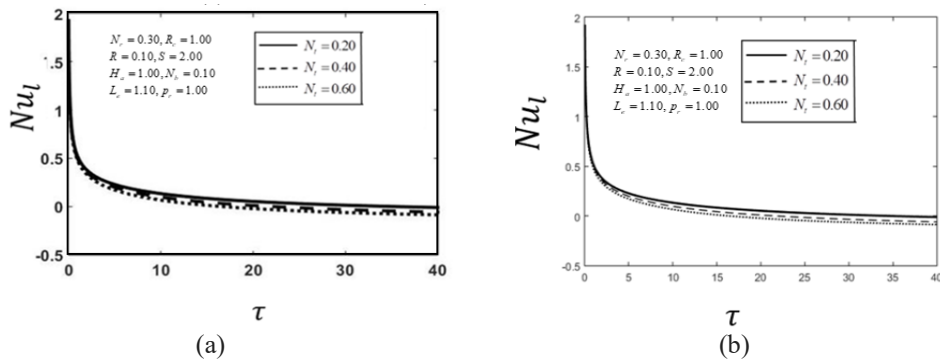 2
1.5
1
0.5
0
-0.5
0 10 20 30 40
Nu_l
τ
N_r = 0.30, R_b = 1.00
R = 0.10, S = 2.00
H_a = 1.00, N_b = 0.10
L_e = 1.10, p_r = 1.00
N_t = 0.20
N_t = 0.40
N_t = 0.60
(a)
2
1.5
1
0.5
0
-0.5
0 5 10 15 20 25 30 35 40
Nu_l
τ
N_r = 0.30, R_b = 1.00
R = 0.10, S = 2.00
H_a = 1.00, N_b = 0.10
L_e = 1.10, p_r = 1.00
N_t = 0.20
N_t = 0.40
N_t = 0.60
(b)